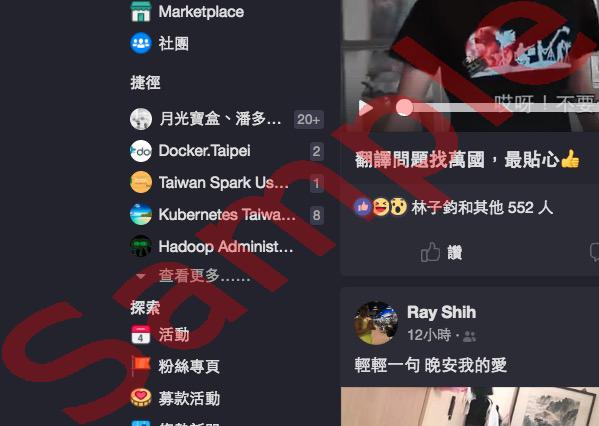 Marketplace
社團
捷徑
月光寶盒、潘多... 20+
Docker.Taipei 2
Taiwan Spark Us... 1
Kubernetes Taiwa... 8
Hadoop Administ...
查看更多......
探索
4 活動
粉絲專頁
募款活動
哎呀！不要
翻譯問題找萬國，最貼心👍
林子鈞和其他 552 人
讚
Ray Shih
12小時 ·
輕輕一句 晚安我的愛
Sample